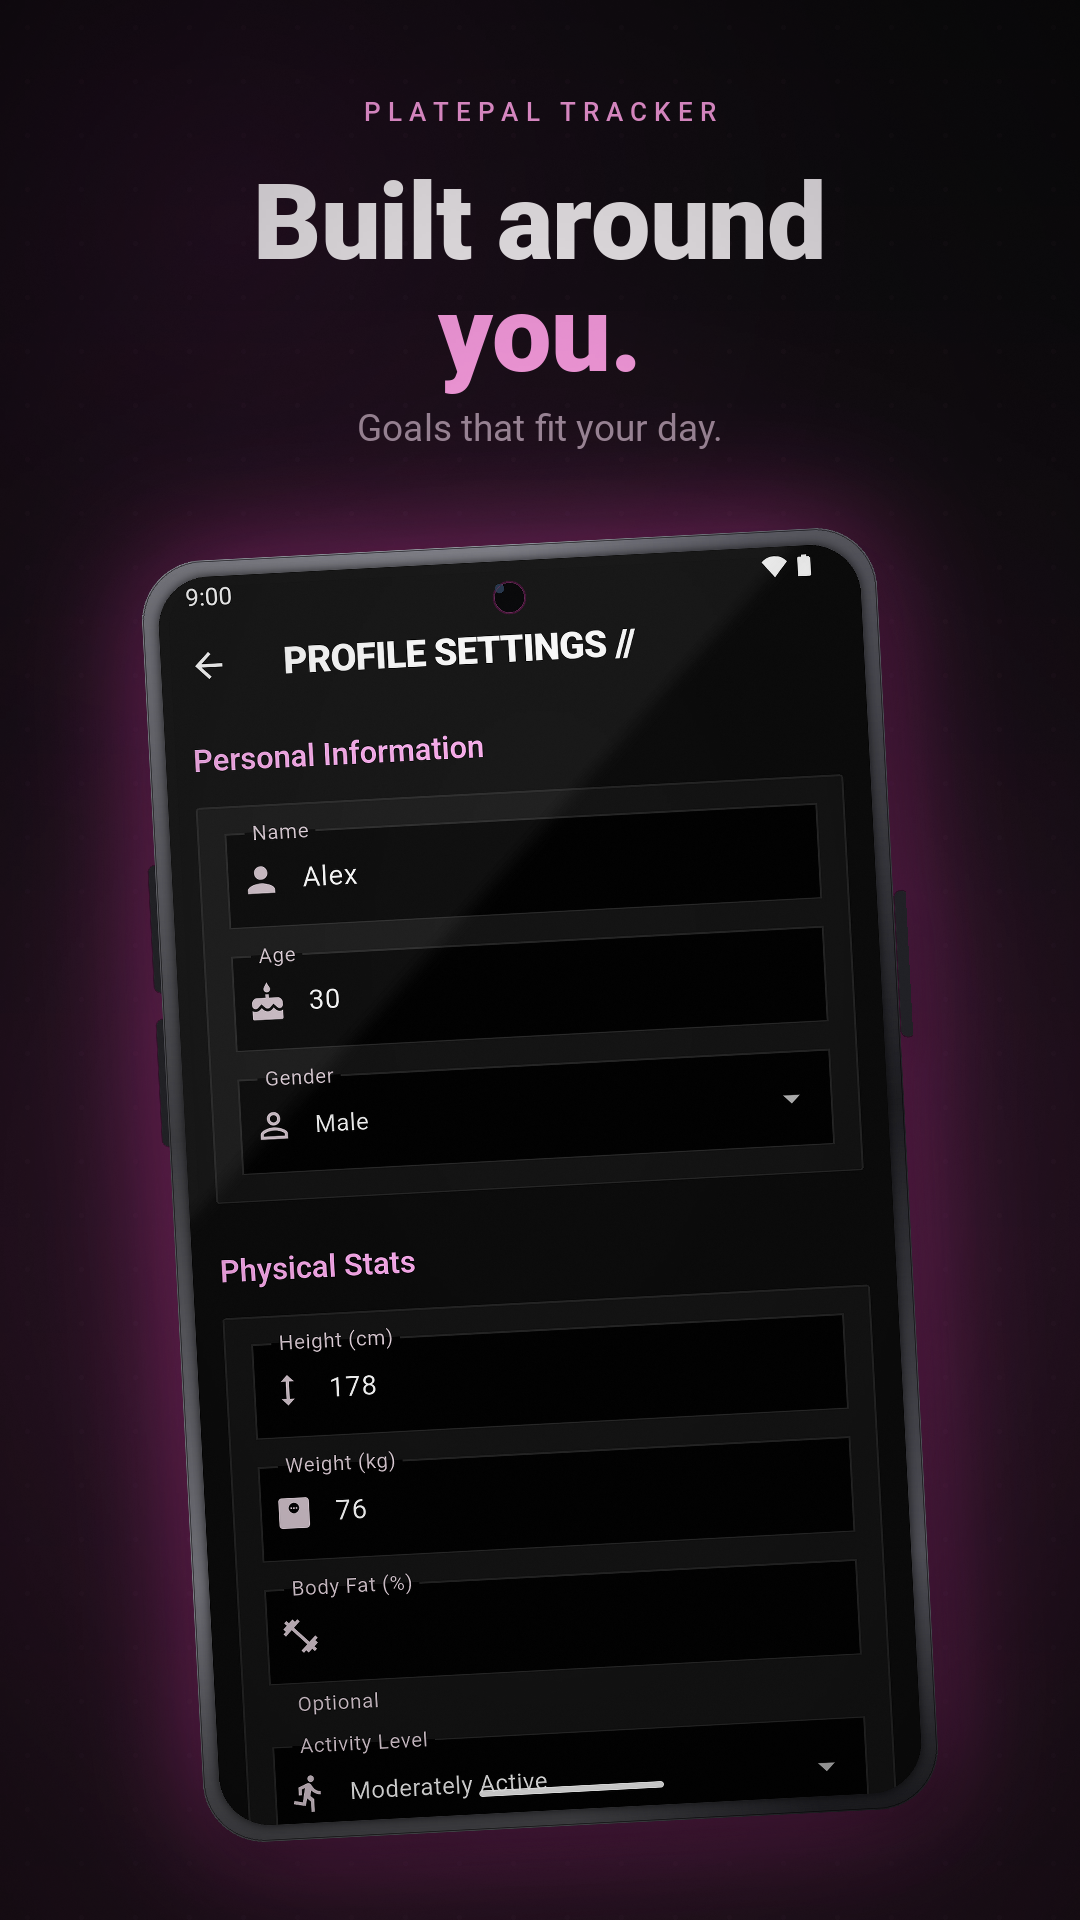 PLATEPAL TRACKER
Built around
you.
Goals that fit your day.
9:00
PROFILE SETTINGS //
Personal Information
Name
Alex
Age
30
Gender
Male
Physical Stats
Height (cm)
178
Weight (kg)
76
Body Fat (%)
Optional
Activity Level
Moderately Active